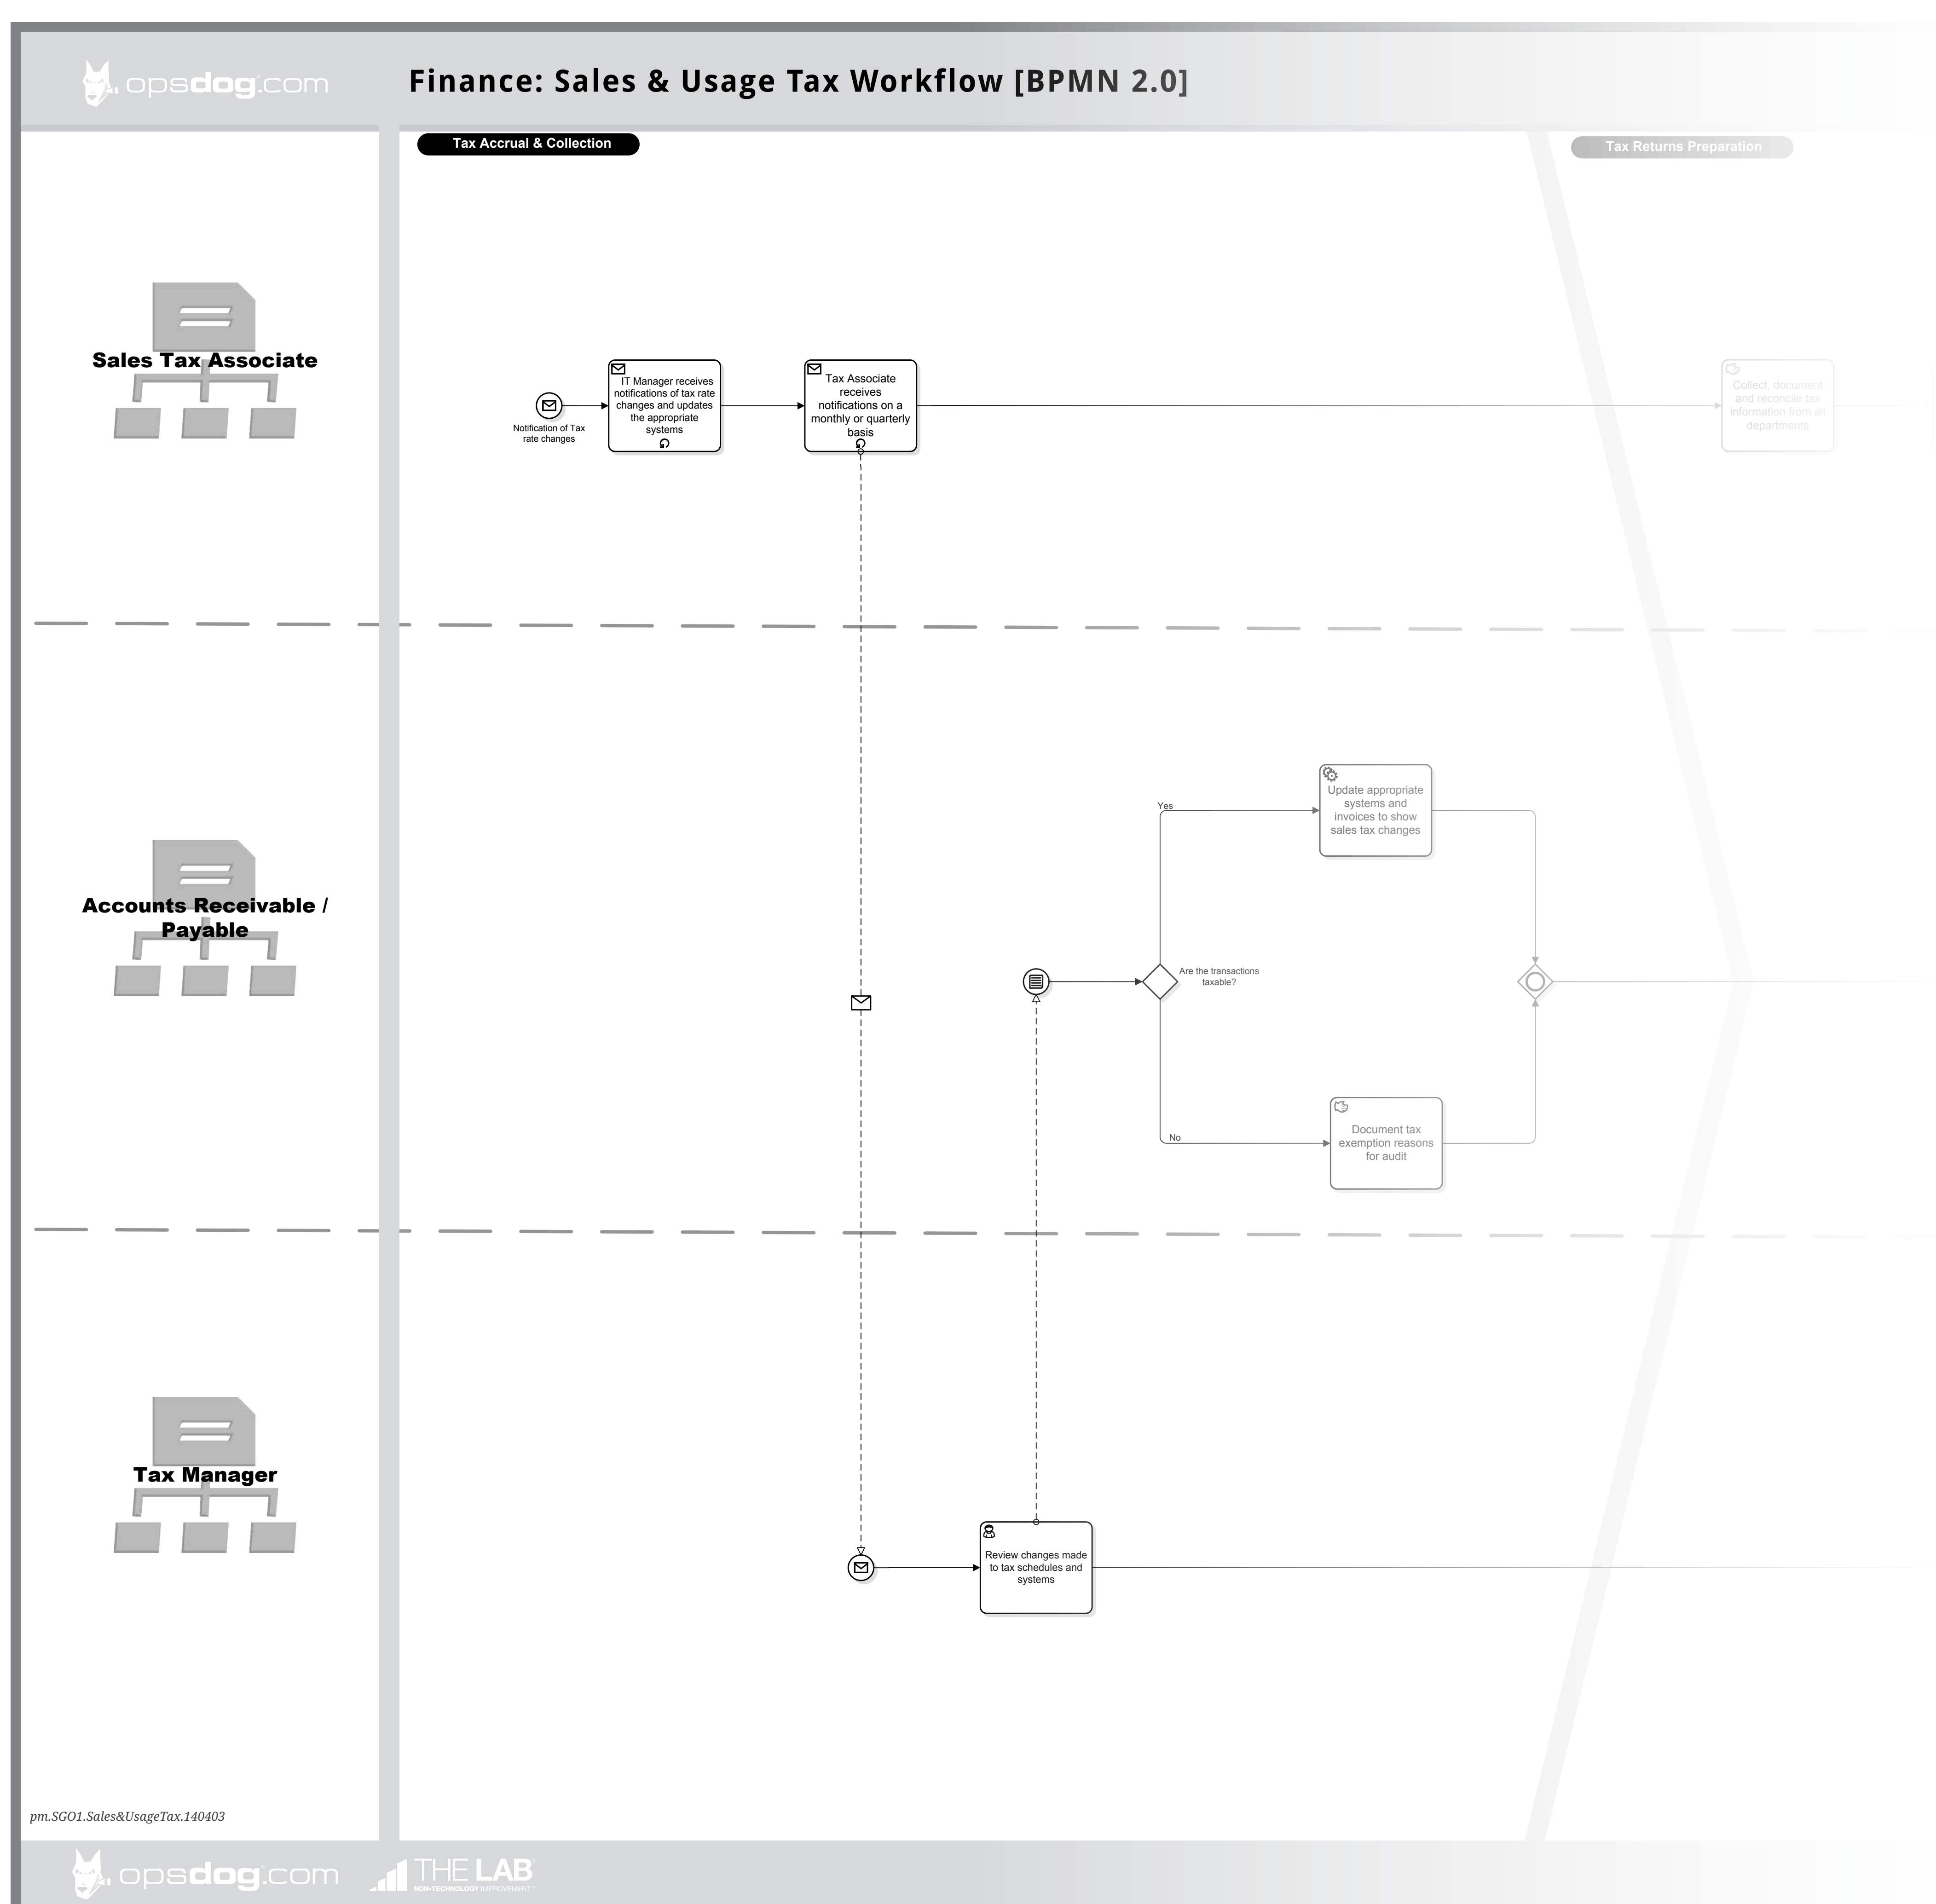 opsdog.com
Finance: Sales & Usage Tax Workflow [BPMN 2.0]
Tax Accrual & Collection
Tax Returns Preparation
Sales Tax Associate
Notification of Tax
rate changes
IT Manager receives
notifications of tax rate
changes and updates
the appropriate
systems
Tax Associate
receives
notifications on a
monthly or quarterly
basis
Collect, document
and reconcile tax
information from all
departments
Accounts Receivable /
Payable
Are the transactions
taxable?
Yes
Update appropriate
systems and
invoices to show
sales tax changes
No
Document tax
exemption reasons
for audit
Tax Manager
Review changes made
to tax schedules and
systems
pm.SGO1.Sales&UsageTax.140403
opsdog.com
THE LAB
NON-TECHNOLOGY IMPROVEMENT™